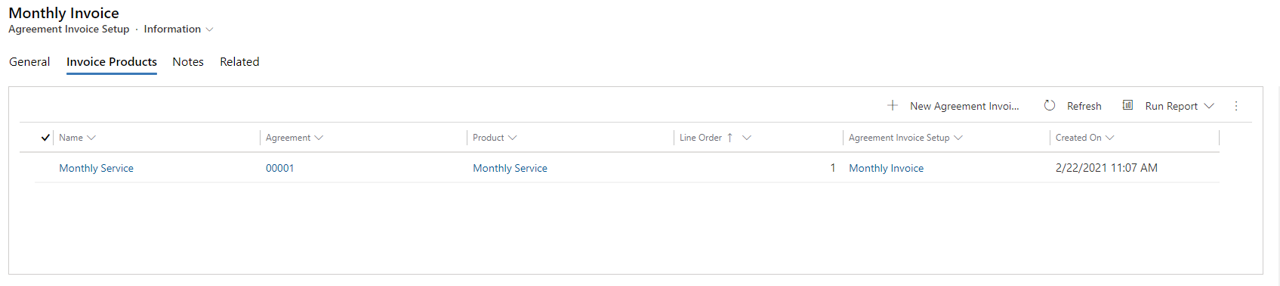 Monthly Invoice
Agreement Invoice Setup · Information
General Invoice Products Notes Related
New Agreement Invoi... Refresh Run Report
Name Agreement Product Line Order ↑ Agreement Invoice Setup Created On
Monthly Service 00001 Monthly Service 1 Monthly Invoice 2/22/2021 11:07 AM